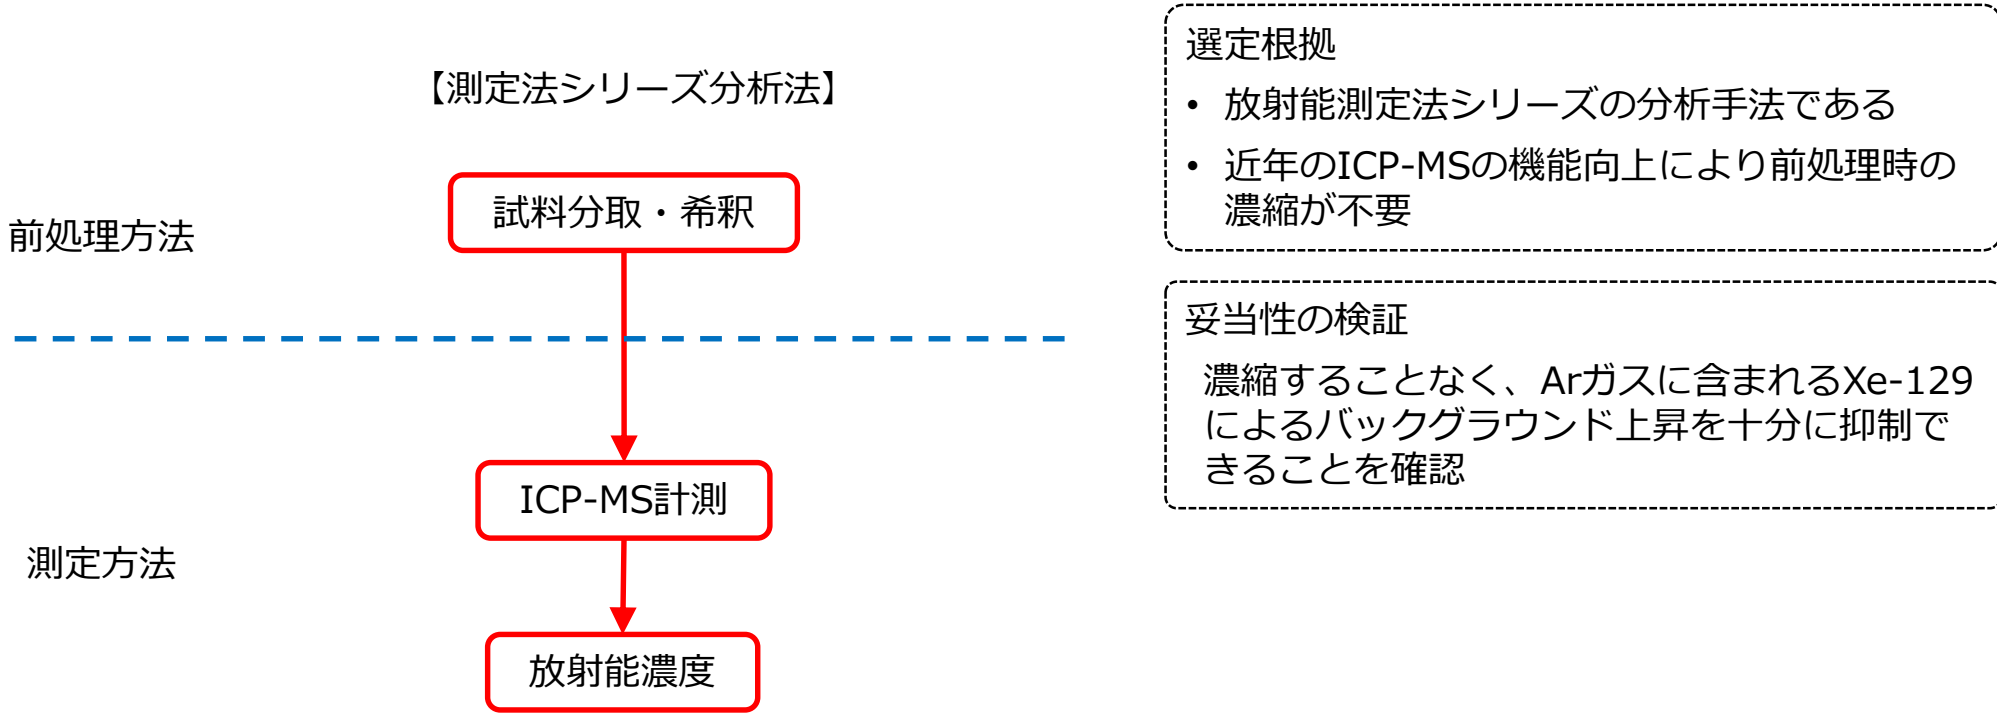 【測定法シリーズ分析法】
前処理方法
試料分取・希釈
測定方法
ICP-MS計測
放射能濃度
選定根拠
• 放射能測定法シリーズの分析手法である
• 近年のICP-MSの機能向上により前処理時の
濃縮が不要
妥当性の検証
濃縮することなく、Arガスに含まれるXe-129
によるバックグラウンド上昇を十分に抑制で
きることを確認